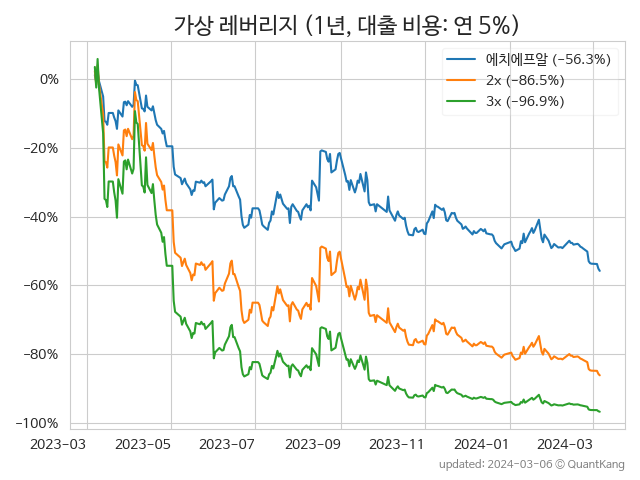 가상 레버리지 (1년, 대출 비용: 연 5%)
에치에프알 (−56.3%)
2x (−86.5%)
3x (−96.9%)
0%
−20%
−40%
−60%
−80%
−100%
2023-03 2023-05 2023-07 2023-09 2023-11 2024-01 2024-03
updated: 2024-03-06 © QuantKang